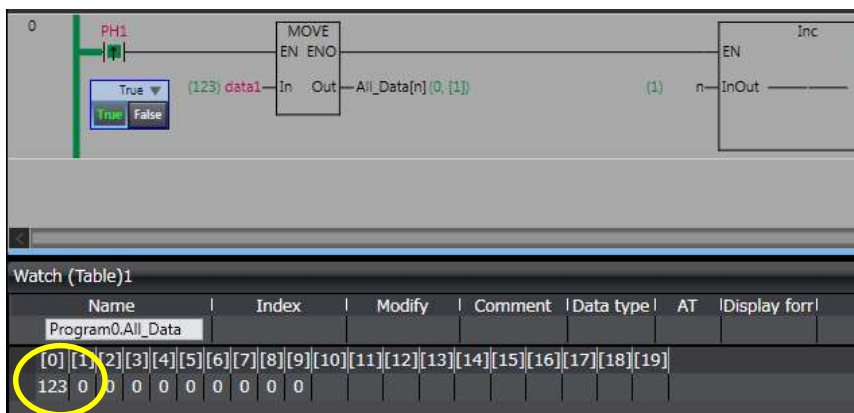 0 PH1 MOVE Inc
EN ENO EN
True ▼ (123) data1 In Out All_Data[n] (0, [1]) (1) n InOut
True False
Watch (Table)1
Name Index Modify Comment Data type AT Display forr
Program0.All_Data
[0] [1] [2] [3] [4] [5] [6] [7] [8] [9] [10] [11] [12] [13] [14] [15] [16] [17] [18] [19]
123 0 0 0 0 0 0 0 0 0